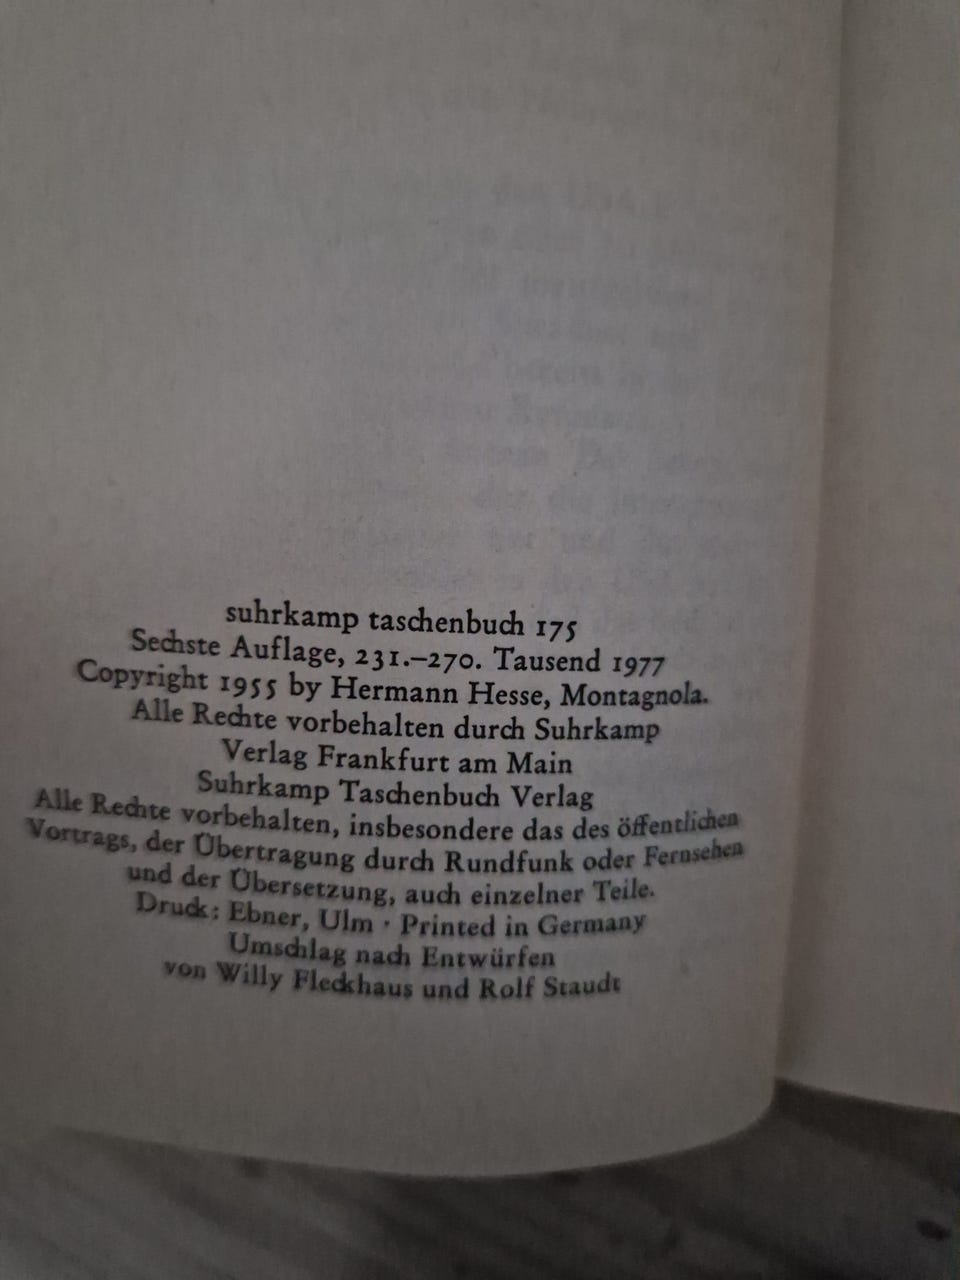 suhrkamp taschenbuch 175
Sechste Auflage, 231.–270. Tausend 1977
Copyright 1955 by Hermann Hesse, Montagnola.
Alle Rechte vorbehalten durch Suhrkamp
Verlag Frankfurt am Main
Suhrkamp Taschenbuch Verlag
Alle Rechte vorbehalten, insbesondere das des öffentlichen
Vortrags, der Übertragung durch Rundfunk oder Fernsehen
und der Übersetzung, auch einzelner Teile.
Druck: Ebner, Ulm · Printed in Germany
Umschlag nach Entwürfen
von Willy Fleckhaus und Rolf Staudt